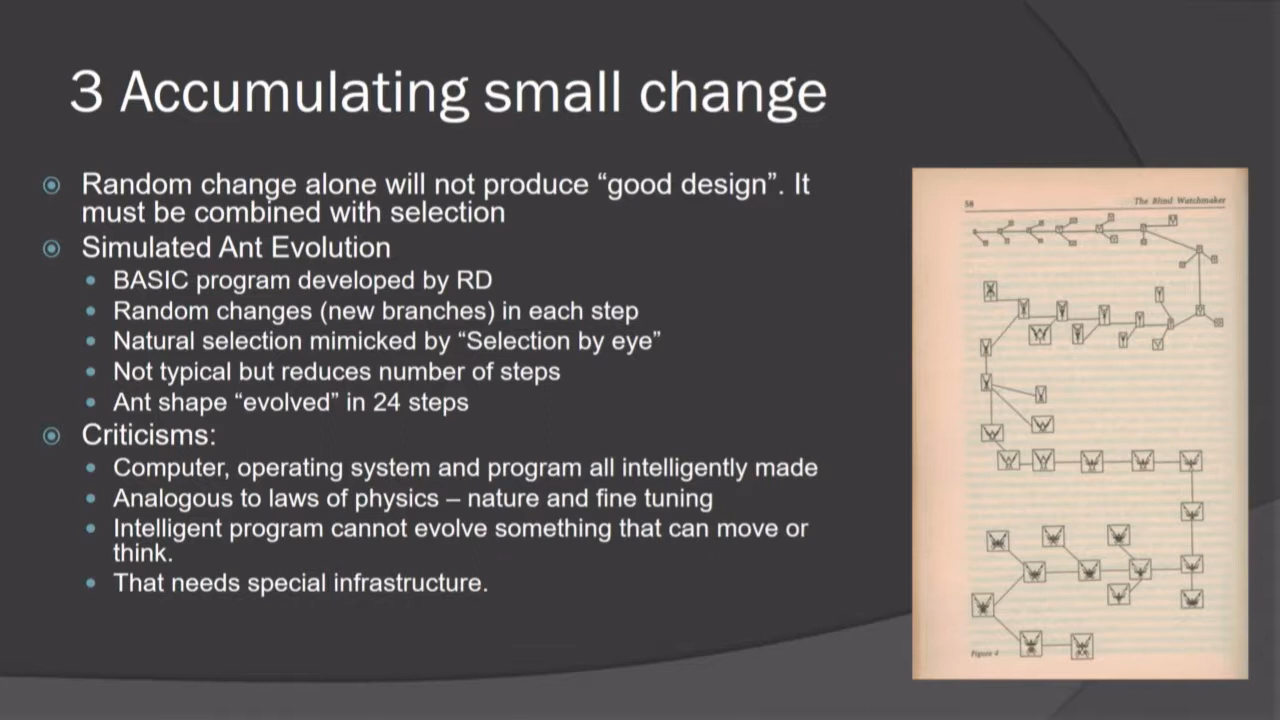 3 Accumulating small change
Random change alone will not produce “good design”. It
must be combined with selection
Simulated Ant Evolution
BASIC program developed by RD
Random changes (new branches) in each step
Natural selection mimicked by “Selection by eye”
Not typical but reduces number of steps
Ant shape “evolved” in 24 steps
Criticisms:
Computer, operating system and program all intelligently made
Analogous to laws of physics – nature and fine tuning
Intelligent program cannot evolve something that can move or
think.
That needs special infrastructure.
58 The Blind Watchmaker
Figure 4